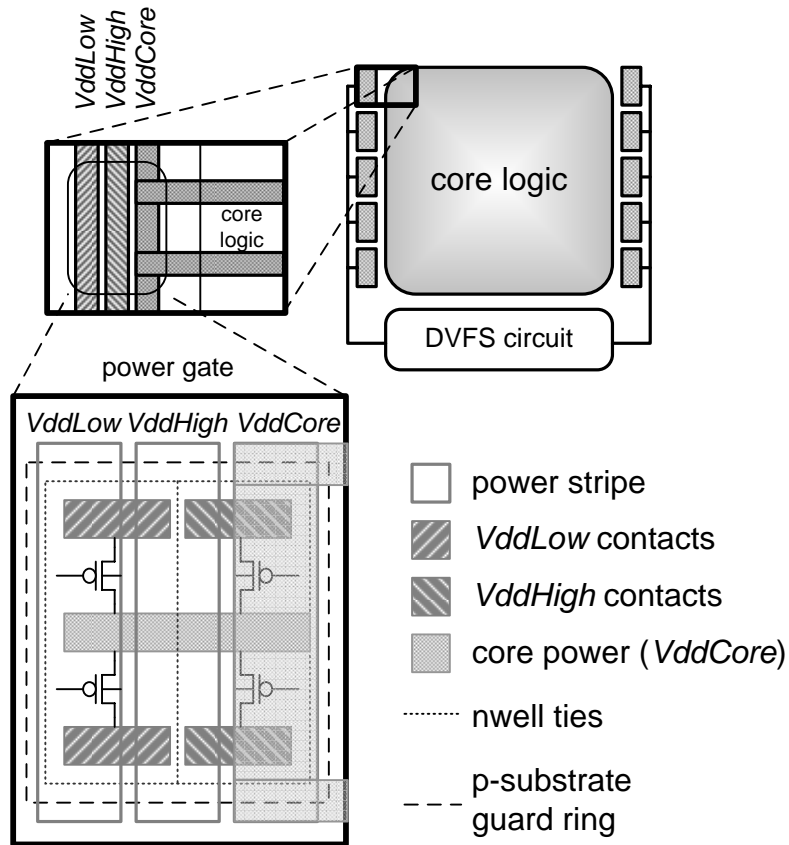 VddLow
VddHigh
VddCore
core logic
core
logic
DVFS circuit
power gate
VddLow VddHigh VddCore
power stripe
VddLow contacts
VddHigh contacts
core power (VddCore)
nwell ties
p-substrate
guard ring